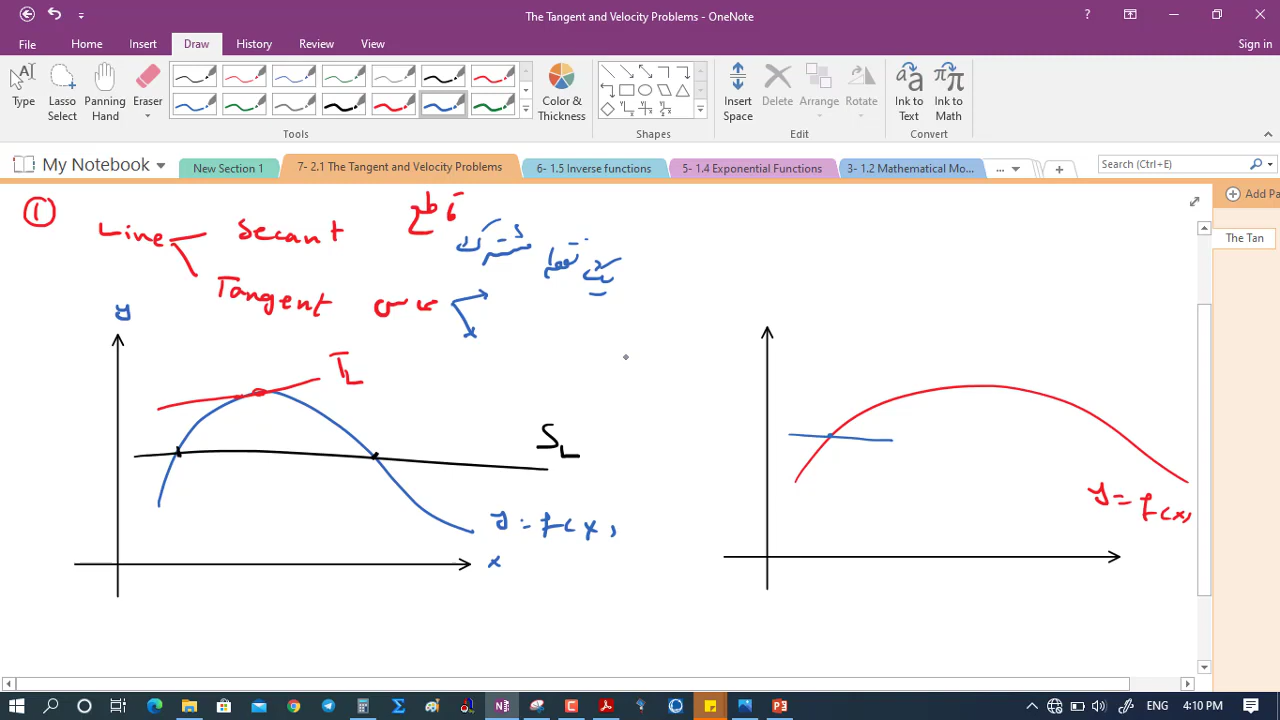 The Tangent and Velocity Problems - OneNote
File Home Insert Draw History Review View Sign in
Type
Lasso Select
Panning Hand
Eraser
Color & Thickness
Insert Space
Delete
Arrange
Rotate
Ink to Text
Ink to Math
Tools Shapes Edit Convert
My Notebook New Section 1 7- 2.1 The Tangent and Velocity Problems 6- 1.5 Inverse functions 5- 1.4 Exponential Functions 3- 1.2 Mathematical Mo... ... Search (Ctrl+E)
Add Pa
The Tan
①
Line Secant
مشترك
Tangent
y
TL
SL
y = f(x)
x
y = f(x)
ENG 4:10 PM